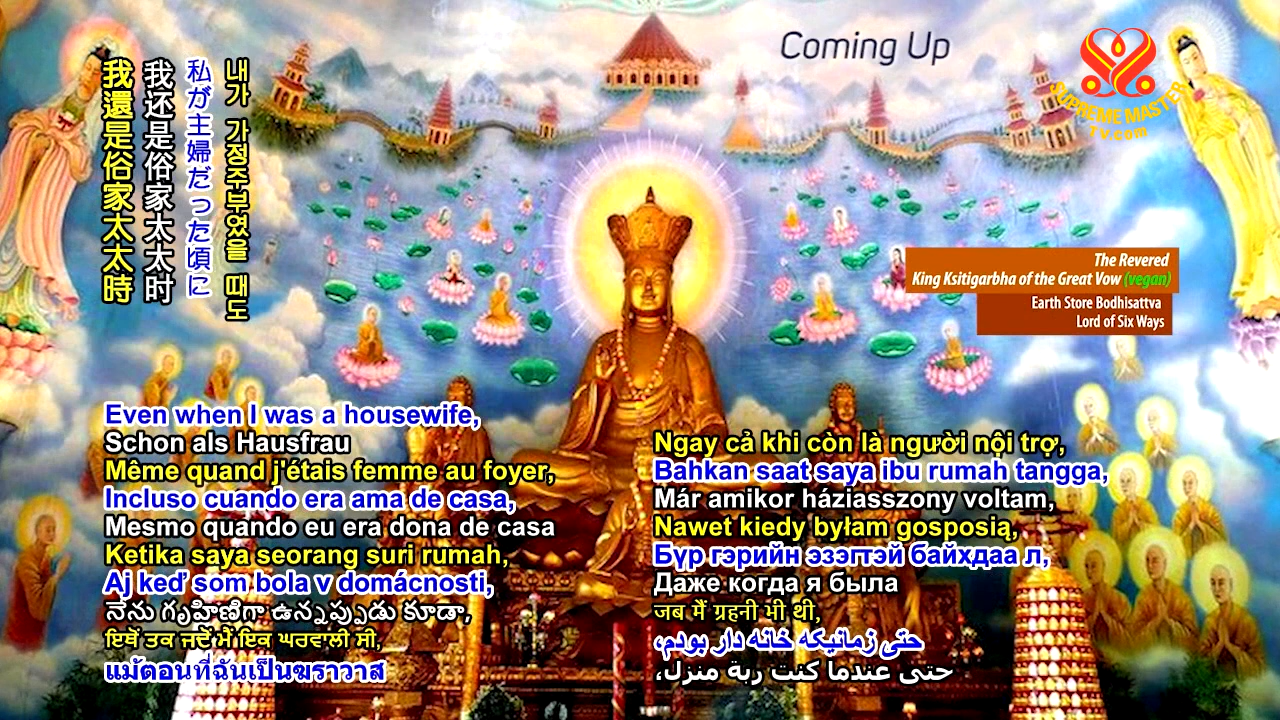 Coming Up
SUPREME MASTER
TV.com
我還是俗家太太時
我还是俗家太太时
私が主婦だった頃に
내가 가정주부였을 때도
The Revered
King Ksitigarbha of the Great Vow (vegan)
Earth Store Bodhisattva
Lord of Six Ways
Even when I was a housewife,
Schon als Hausfrau
Même quand j'étais femme au foyer,
Incluso cuando era ama de casa,
Mesmo quando eu era dona de casa
Ketika saya seorang suri rumah,
Aj keď som bola v domácnosti,
నేను గృహిణిగా ఉన్నప్పుడు కూడా,
ਇਥੋਂ ਤਕ ਜਦੋਂ ਮੈਂ ਇਕ ਘਰਵਾਲੀ ਸੀ,
แม้ตอนที่ฉันเป็นฆราวาส
Ngay cả khi còn là người nội trợ,
Bahkan saat saya ibu rumah tangga,
Már amikor háziasszony voltam,
Nawet kiedy byłam gosposią,
Бүр гэрийн эзэгтэй байхдаа л,
Даже когда я была
जब मैं ग्रहनी भी थी,
حتی زمانیکه خانه دار بودم،
حتى عندما كنت ربة منزل،